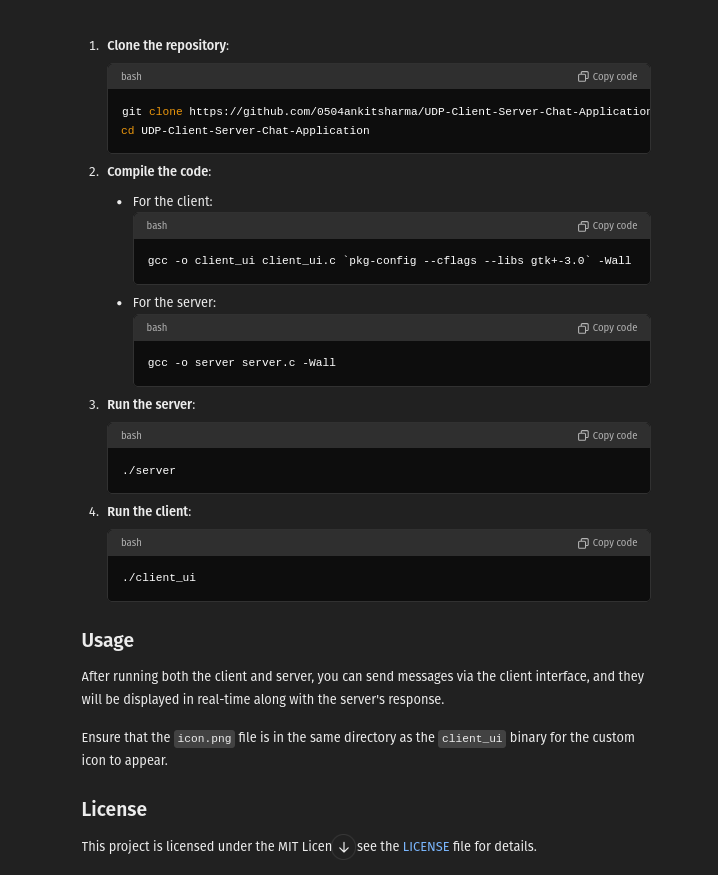 1. Clone the repository:
bash
Copy code
git clone https://github.com/0504ankitsharma/UDP-Client-Server-Chat-Application
cd UDP-Client-Server-Chat-Application
2. Compile the code:
• For the client:
bash
Copy code
gcc -o client_ui client_ui.c `pkg-config --cflags --libs gtk+-3.0` -Wall
• For the server:
bash
Copy code
gcc -o server server.c -Wall
3. Run the server:
bash
Copy code
./server
4. Run the client:
bash
Copy code
./client_ui
Usage
After running both the client and server, you can send messages via the client interface, and they
will be displayed in real-time along with the server's response.
Ensure that the icon.png file is in the same directory as the client_ui binary for the custom
icon to appear.
License
This project is licensed under the MIT Licen see the LICENSE file for details.